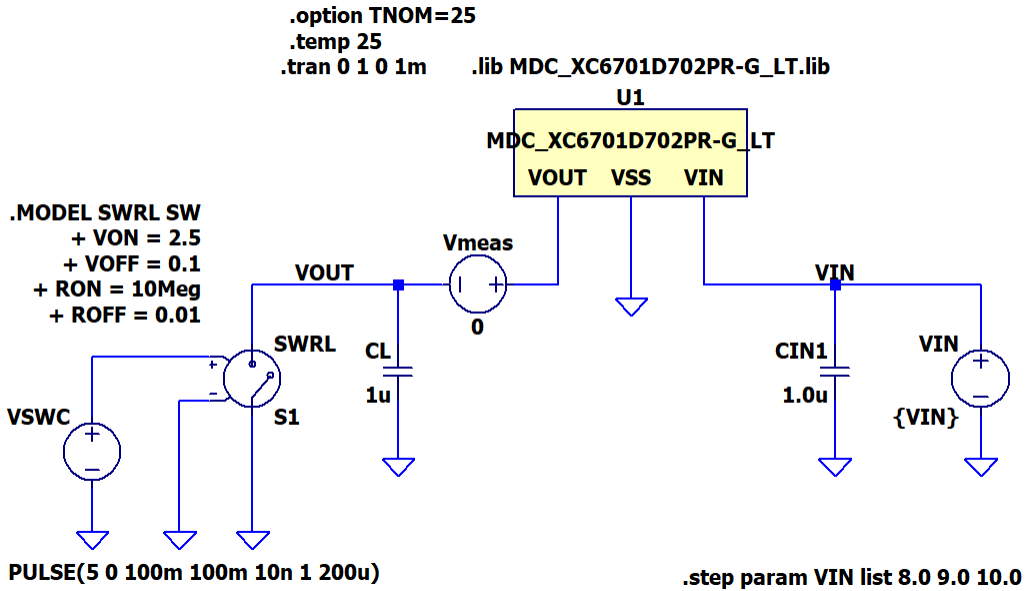 .option TNOM=25
.temp 25
.tran 0 1 0 1m
.lib MDC_XC6701D702PR-G_LT.lib
U1
MDC_XC6701D702PR-G_LT
VOUT VSS VIN
.MODEL SWRL SW
+ VON = 2.5
+ VOFF = 0.1
+ RON = 10Meg
+ ROFF = 0.01
Vmeas
VOUT
VIN
0
SWRL
CL
CIN1
VIN
1u
1.0u
{VIN}
VSWC
S1
PULSE(5 0 100m 100m 10n 1 200u)
.step param VIN list 8.0 9.0 10.0